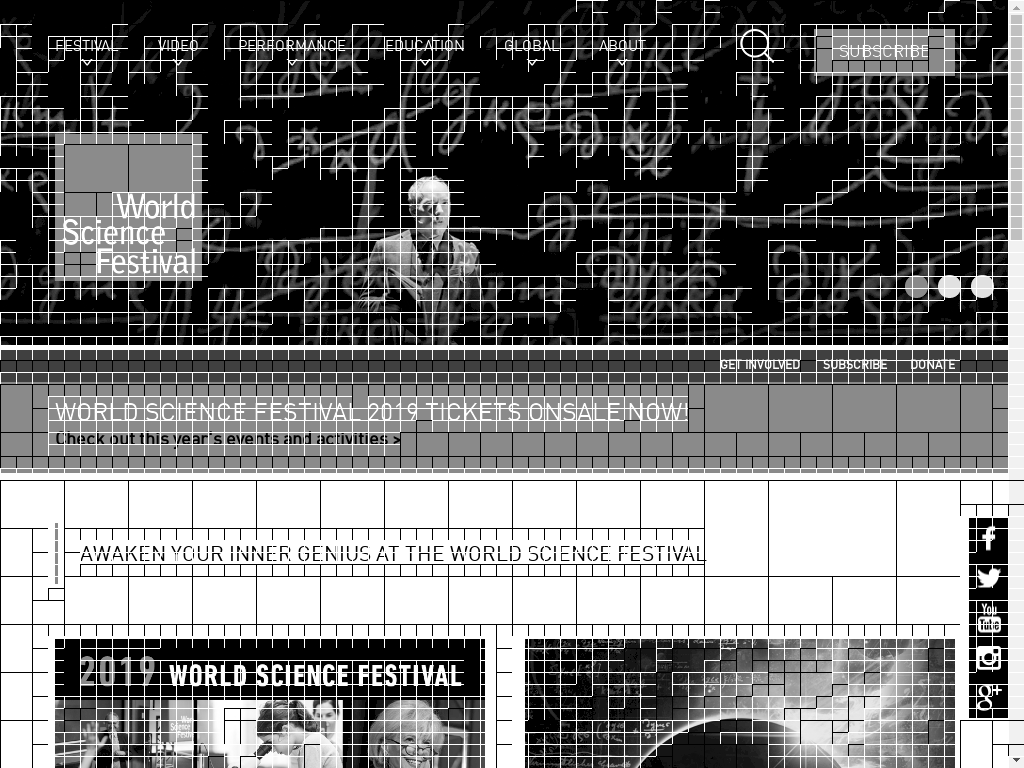 FESTIVAL VIDEO PERFORMANCE EDUCATION GLOBAL ABOUT SUBSCRIBE
World
Science
Festival
GET INVOLVED SUBSCRIBE DONATE
WORLD SCIENCE FESTIVAL 2019 TICKETS ONSALE NOW!
Check out this year's events and activities >
AWAKEN YOUR INNER GENIUS AT THE WORLD SCIENCE FESTIVAL
You
Tube
2019 WORLD SCIENCE FESTIVAL
g+